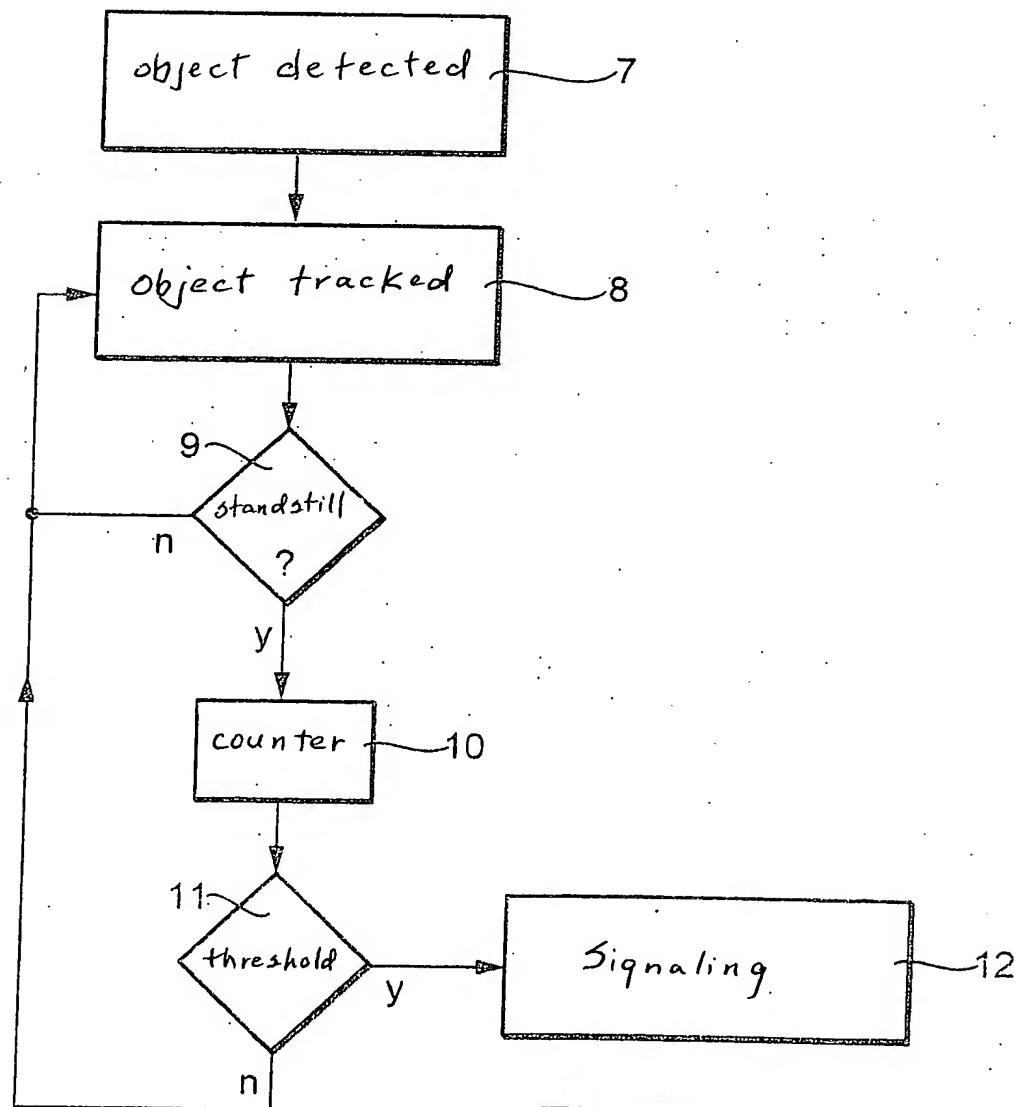 object detected
7
object tracked
8
9
standstill
?
n
y
counter
10
11
threshold
y
Signaling
12
n